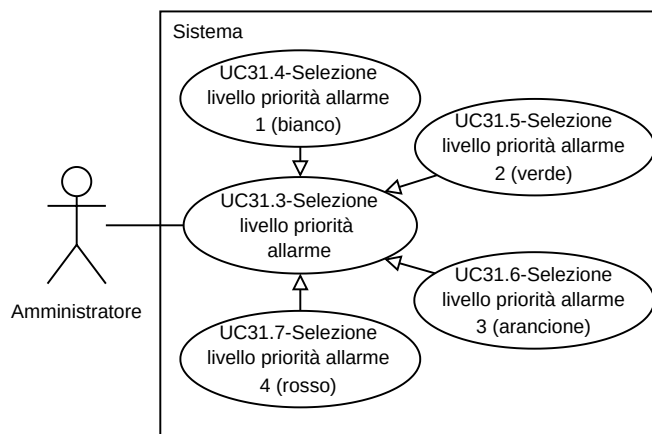 Sistema
UC31.4-Selezione
livello priorità allarme
1 (bianco)
UC31.5-Selezione
livello priorità allarme
2 (verde)
UC31.3-Selezione
livello priorità
allarme
Amministratore
UC31.6-Selezione
livello priorità allarme
3 (arancione)
UC31.7-Selezione
livello priorità allarme
4 (rosso)